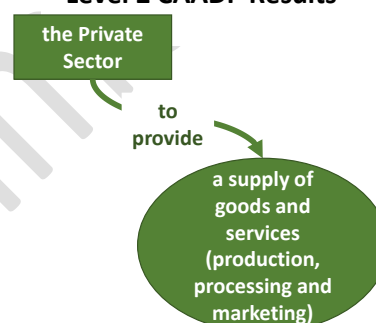 Level 2 CAADP Results
the Private
Sector
to
provide
a supply of
goods and
services
(production,
processing and
marketing)